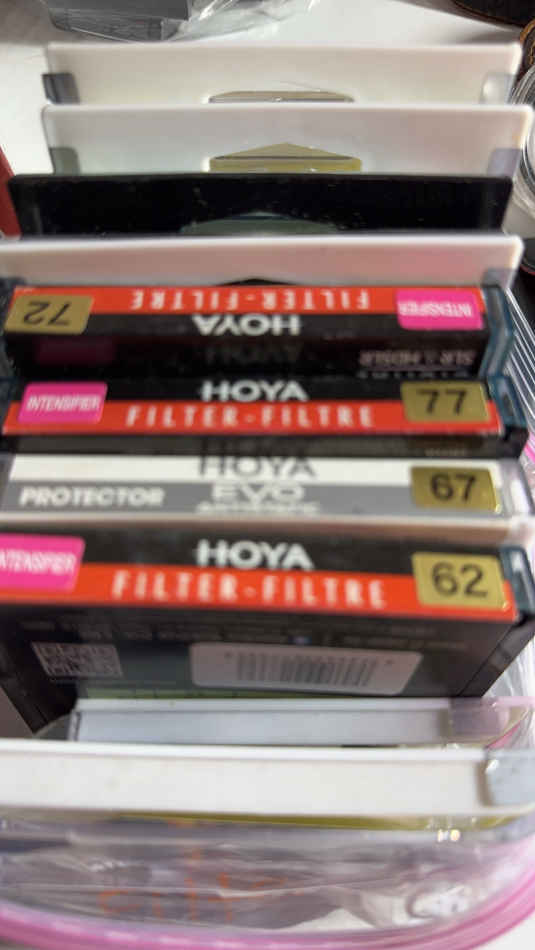 72
FILTER-FILTRE
INTENSIFIER
HOYA
INTENSIFIER
HOYA
FILTER-FILTRE
77
PROTECTOR
HOYA
EVO
67
INTENSIFIER
HOYA
FILTER-FILTRE
62